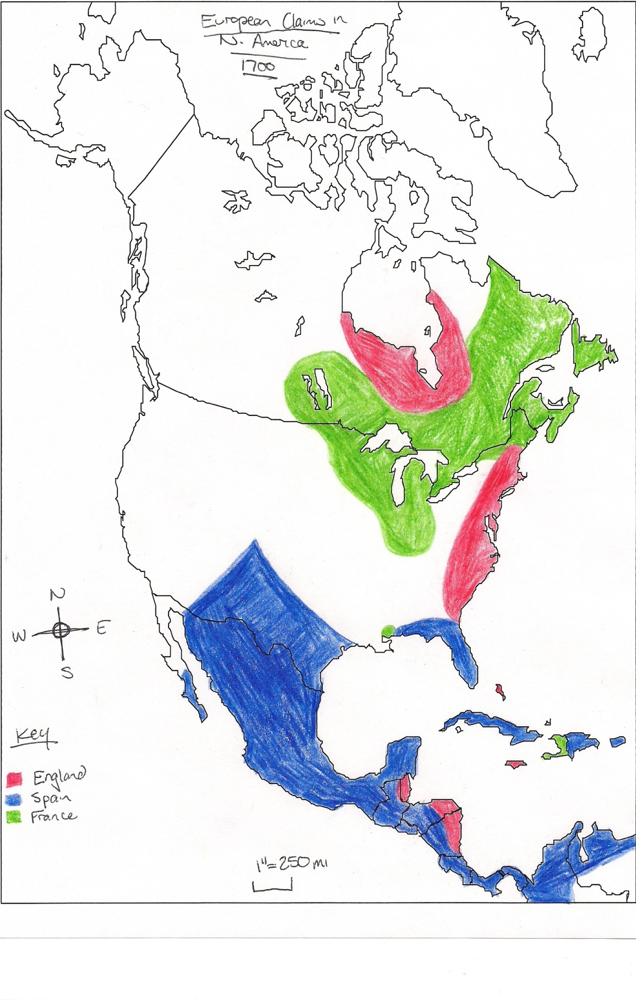 European Claims in
N. America
1700
N
W
E
S
Key
England
Spain
France
1"=250 mi